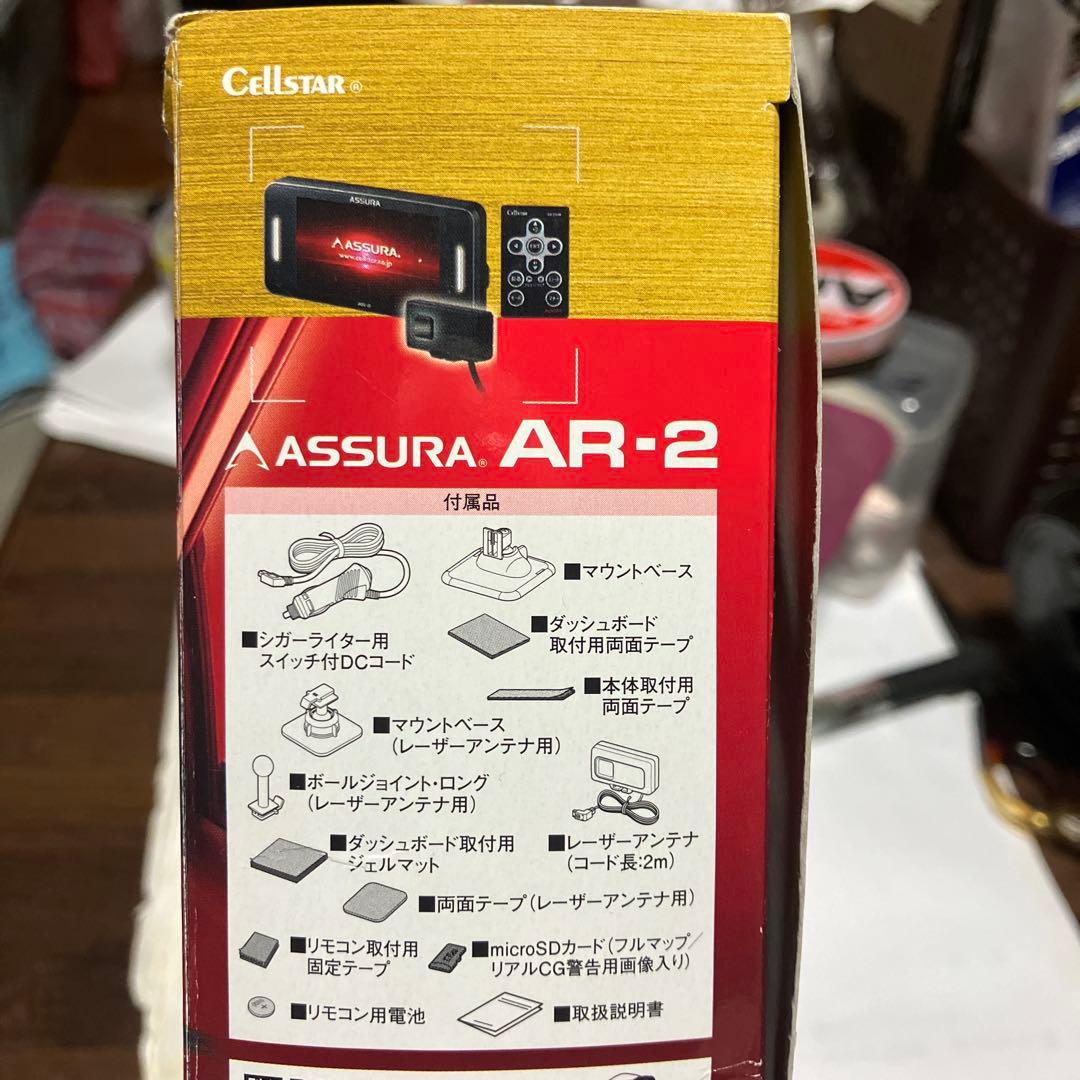 CELLSTAR®
ASSURA
ASSURA®
www.cellstar.co.jp
Cellstar
ENT
ASSURA® AR-2
付属品
■マウントベース
■シガーライター用
スイッチ付DCコード
■ダッシュボード
取付用両面テープ
■本体取付用
両面テープ
■マウントベース
(レーザーアンテナ用)
■ボールジョイント・ロング
(レーザーアンテナ用)
■レーザーアンテナ
(コード長:2m)
■ダッシュボード取付用
ジェルマット
■両面テープ(レーザーアンテナ用)
■リモコン取付用
固定テープ
■microSDカード(フルマップ/
リアルCG警告用画像入り)
■リモコン用電池
■取扱説明書